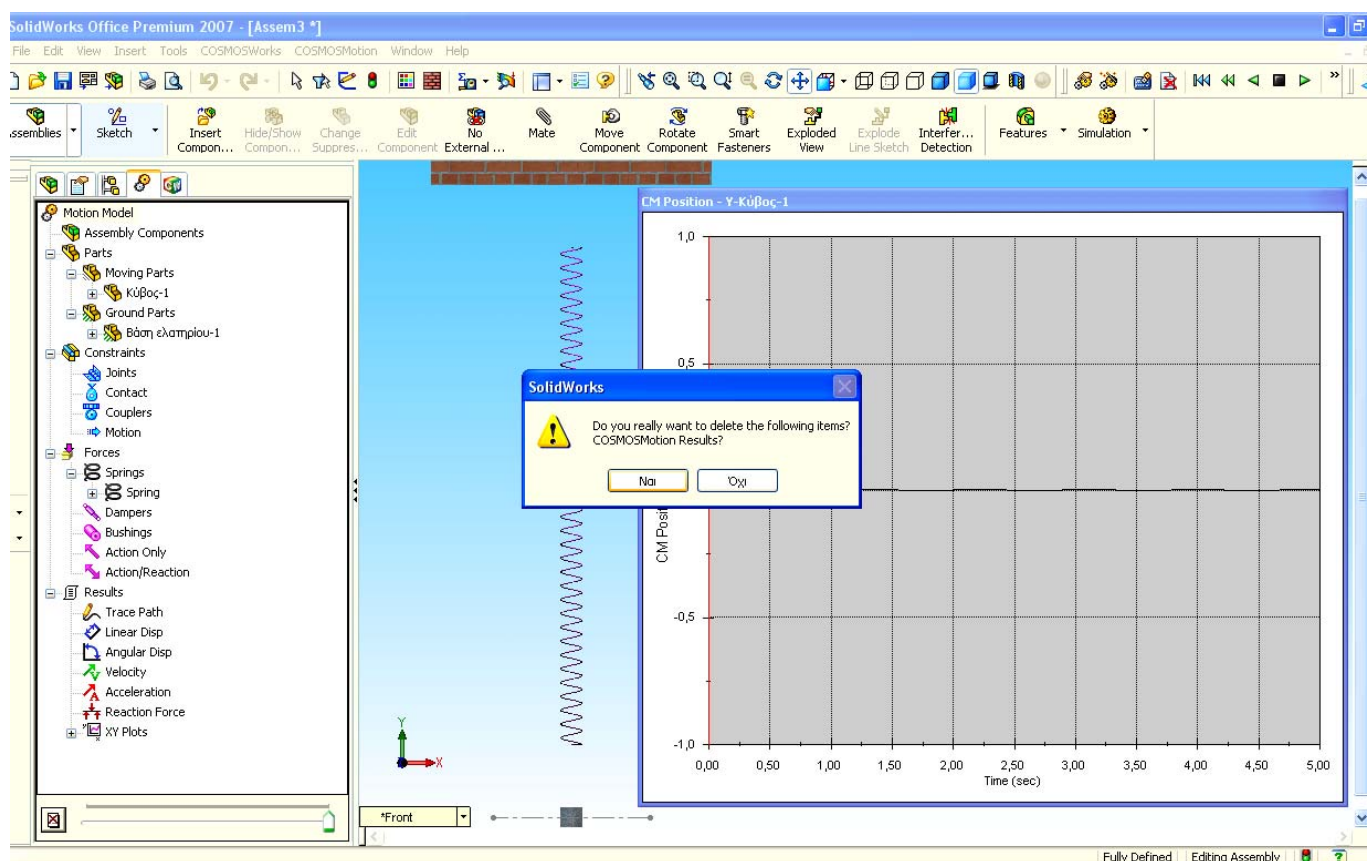 SolidWorks Office Premium 2007 - [Assem3 *]
File Edit View Insert Tools COSMOSWorks COSMOSMotion Window Help
Assemblies Sketch Insert Compon... Hide/Show Compon... Change Suppres... Edit Component No External ... Mate Move Component Rotate Component Smart Fasteners Exploded View Explode Line Sketch Interfer... Detection Features Simulation
Motion Model
Assembly Components
Parts
Moving Parts
Κύβος-1
Ground Parts
Βάση ελατηρίου-1
Constraints
Joints
Contact
Couplers
Motion
Forces
Springs
Spring
Dampers
Bushings
Action Only
Action/Reaction
Results
Trace Path
Linear Disp
Angular Disp
Velocity
Acceleration
Reaction Force
XY Plots
CM Position - Y-Κύβος-1
1,0
0,5
-0,5
-1,0
CM Posit
0,00 0,50 1,00 1,50 2,00 2,50 3,00 3,50 4,00 4,50 5,00
Time (sec)
SolidWorks
Do you really want to delete the following items?
COSMOSMotion Results?
Ναι Όχι
Y
X
*Front
Fully Defined Editing Assembly